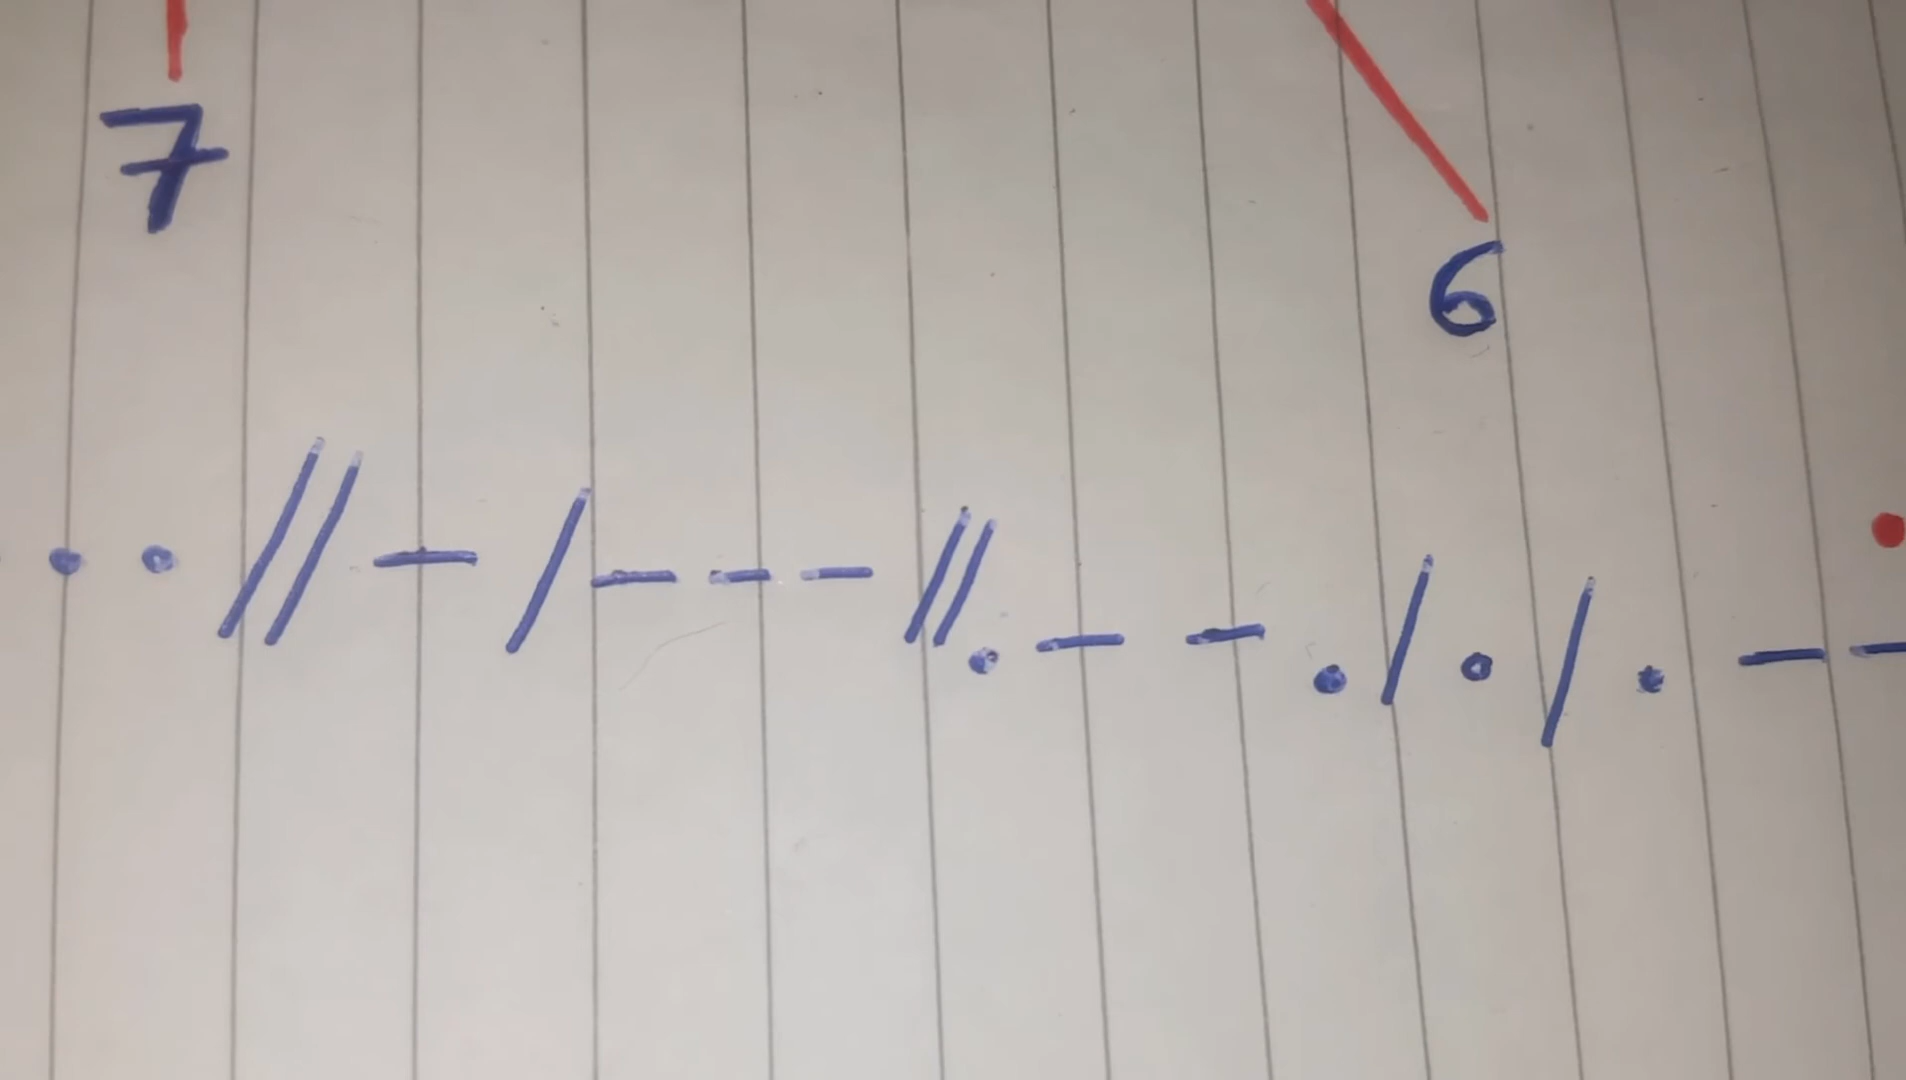 7
6
. . // - / - - - // . - - . / . / . - -